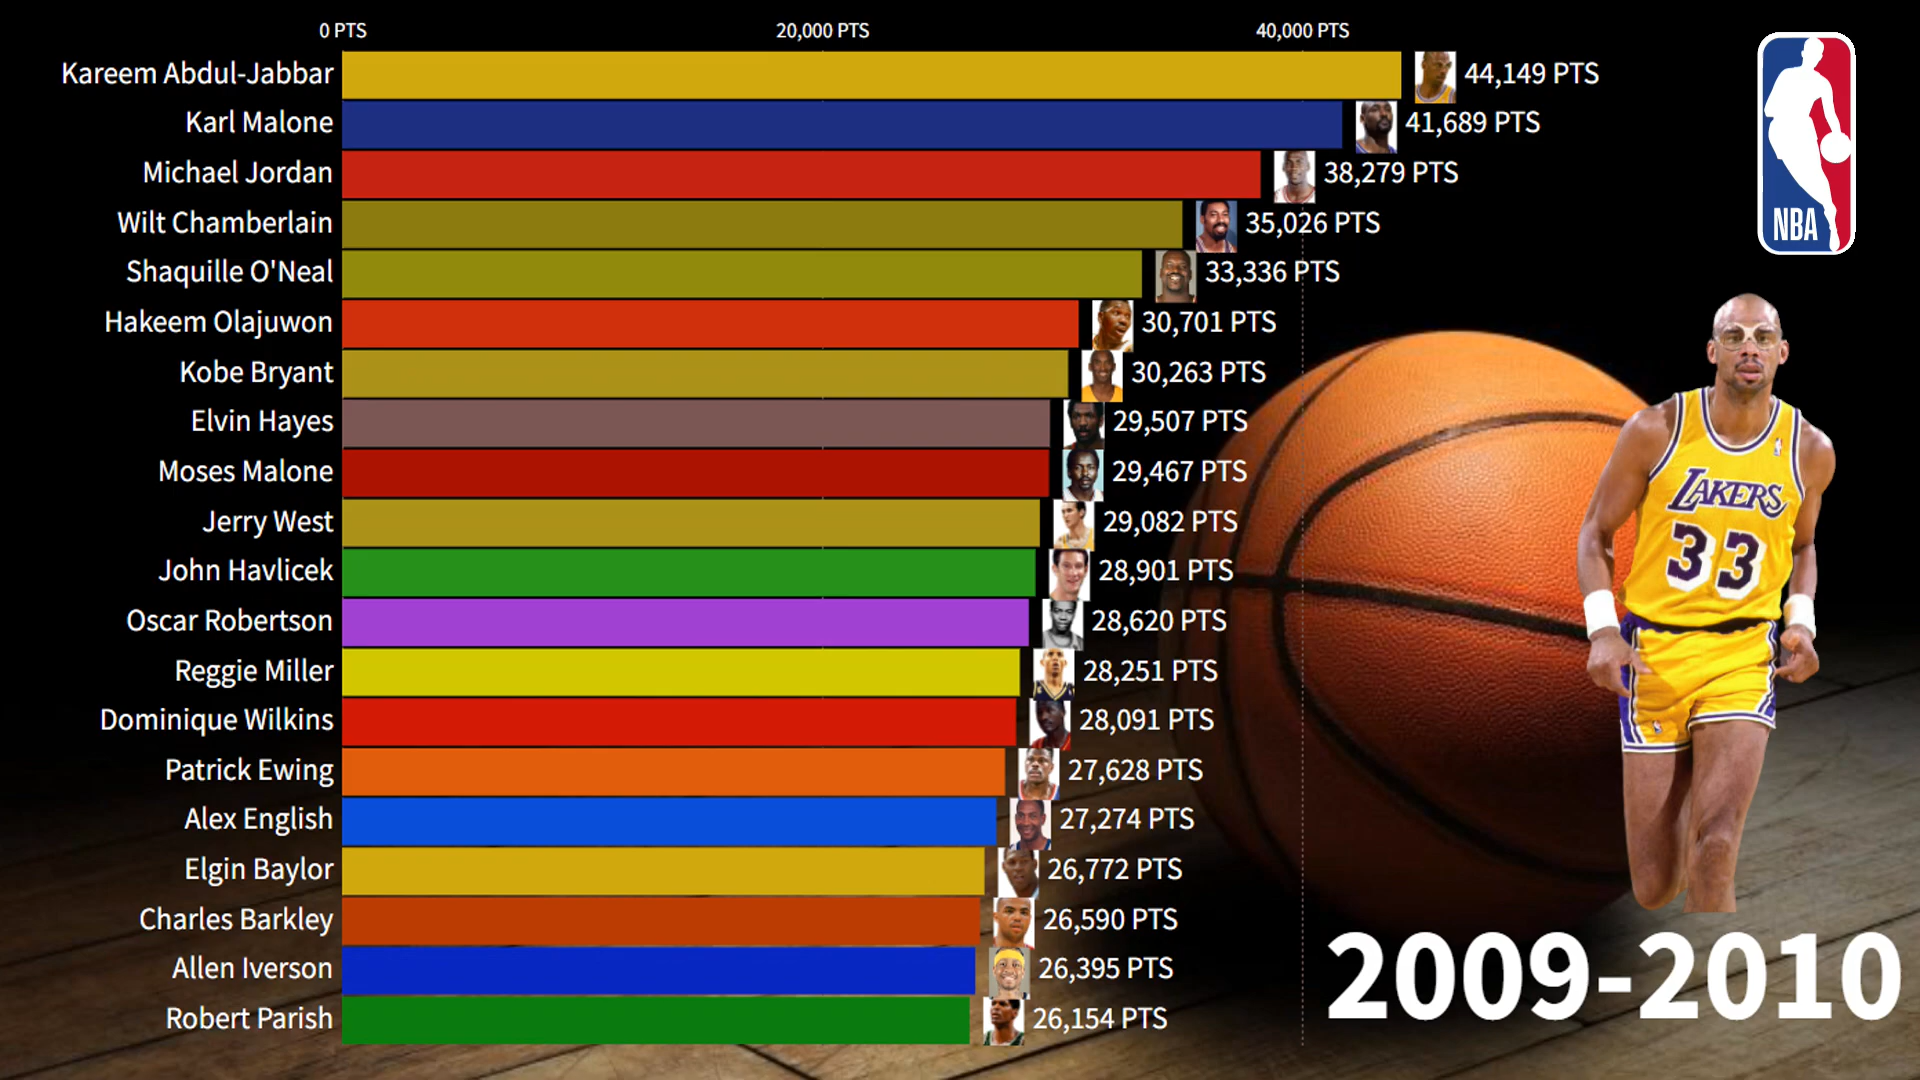 0 PTS 20,000 PTS 40,000 PTS
Kareem Abdul-Jabbar 44,149 PTS
Karl Malone 41,689 PTS
Michael Jordan 38,279 PTS
Wilt Chamberlain 35,026 PTS
Shaquille O'Neal 33,336 PTS
Hakeem Olajuwon 30,701 PTS
Kobe Bryant 30,263 PTS
Elvin Hayes 29,507 PTS
Moses Malone 29,467 PTS
Jerry West 29,082 PTS
John Havlicek 28,901 PTS
Oscar Robertson 28,620 PTS
Reggie Miller 28,251 PTS
Dominique Wilkins 28,091 PTS
Patrick Ewing 27,628 PTS
Alex English 27,274 PTS
Elgin Baylor 26,772 PTS
Charles Barkley 26,590 PTS
Allen Iverson 26,395 PTS
Robert Parish 26,154 PTS
NBA
LAKERS
33
2009-2010